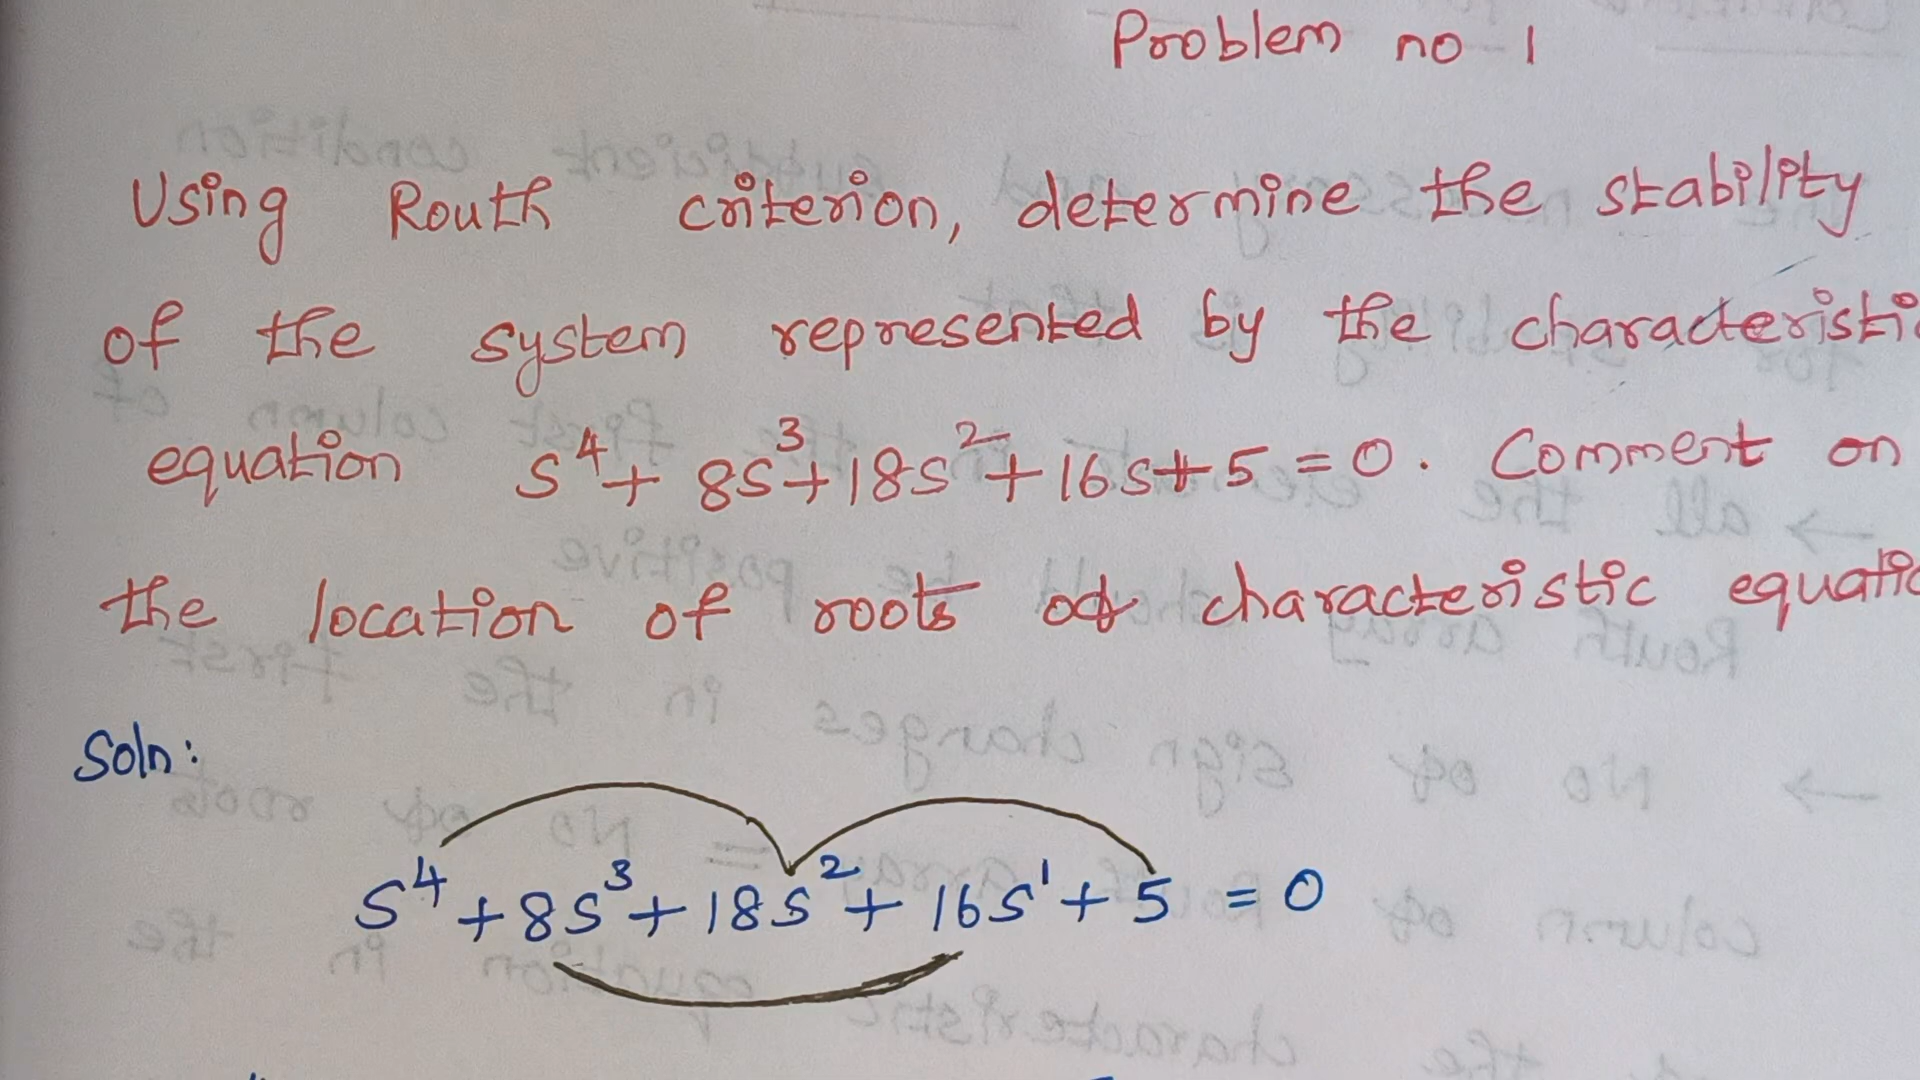 Problem no 1
Using Routh criterion, determine the stability
of the system represented by the characteristic
equation s⁴ + 8s³ + 18s² + 16s + 5 = 0. Comment on
the location of roots of characteristic equatio
Soln:
s⁴ + 8s³ + 18s² + 16s¹ + 5 = 0